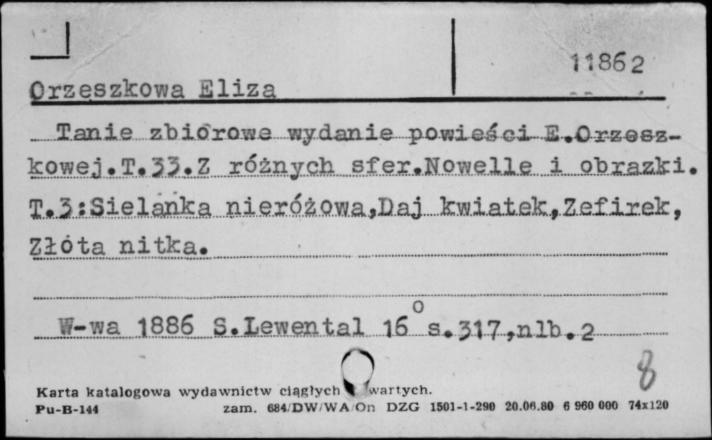 11862
Orzeszkowa Eliza
Tanie zbiorowe wydanie powieści E.Orzesz-
kowej.T.33.Z różnych sfer.Nowelle i obrazki.
T.3:Sielanka nieróżowa,Daj kwiatek,Zefirek,
Złota nitka.
W-wa 1886 S.Lewental 16° s.317,nlb.2
8
Karta katalogowa wydawnictw ciągłych wartych.
Pu-B-144 zam. 684/DW/WA/On DZG 1501-1-290 20.06.80 6 960 000 74x120